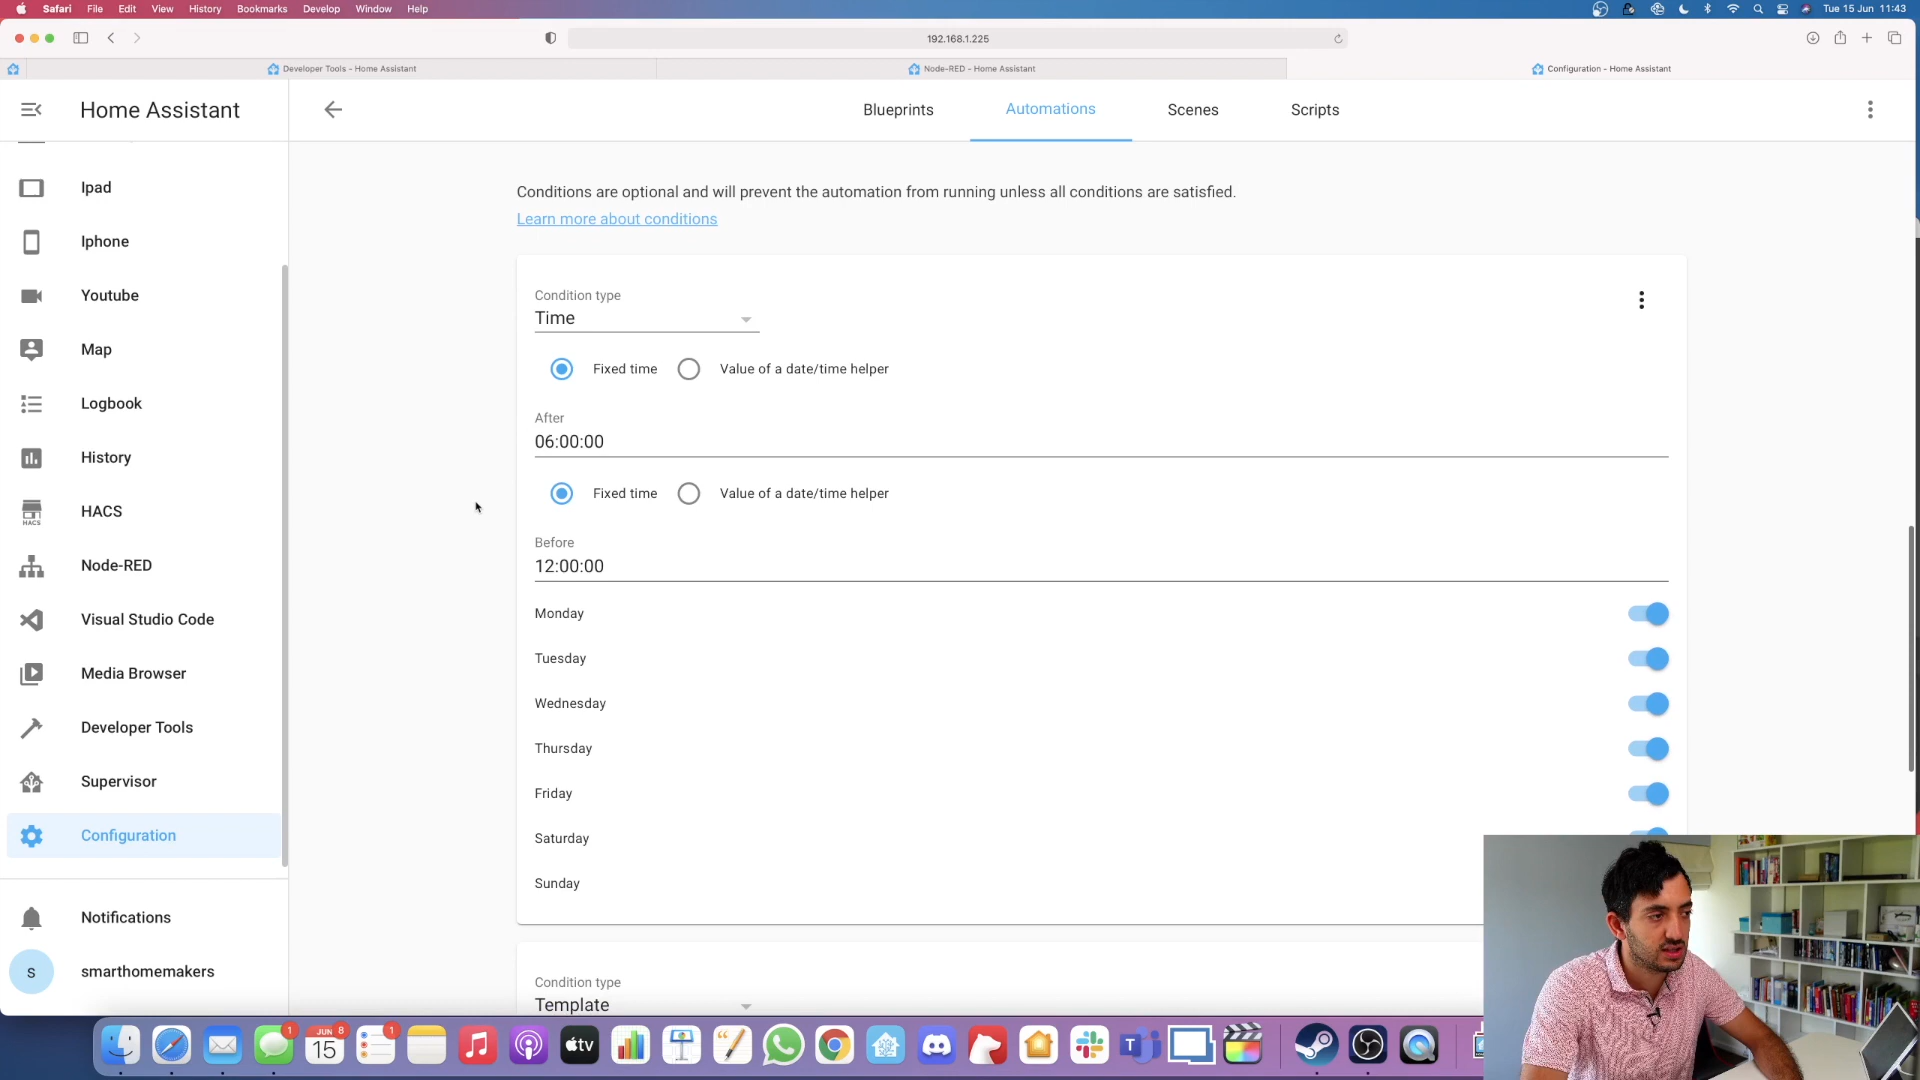 Safari File Edit View History Bookmarks Develop Window Help Tue 15 Jun 11:43
192.168.1.225
Developer Tools - Home Assistant Node-RED - Home Assistant Configuration - Home Assistant
Home Assistant Blueprints Automations Scenes Scripts
Ipad
Iphone
Youtube
Map
Logbook
History
HACS
HACS
Node-RED
Visual Studio Code
Media Browser
Developer Tools
Supervisor
Configuration
Notifications
S smarthomemakers
Conditions are optional and will prevent the automation from running unless all conditions are satisfied.
Learn more about conditions
Condition type
Time
Fixed time Value of a date/time helper
After
06:00:00
Fixed time Value of a date/time helper
Before
12:00:00
Monday
Tuesday
Wednesday
Thursday
Friday
Saturday
Sunday
Condition type
Template
1 JUN 8 1
15 tv